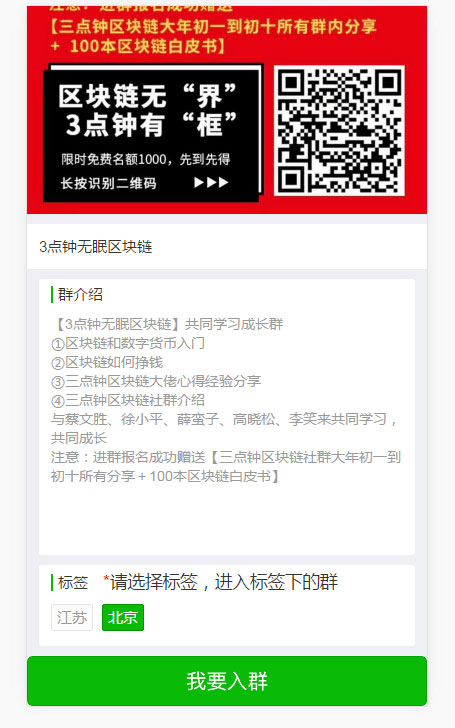 注意：进群报名成功赠送
【三点钟区块链大年初一到初十所有群内分享
+ 100本区块链白皮书】
区块链无“界”
3点钟有“框”
限时免费名额1000，先到先得
长按识别二维码 ▶▶▶
3点钟无眠区块链
群介绍
【3点钟无眠区块链】共同学习成长群
①区块链和数字货币入门
②区块链如何挣钱
③三点钟区块链大佬心得经验分享
④三点钟区块链社群介绍
与蔡文胜、徐小平、薛蛮子、高晓松、李笑来共同学习，
共同成长
注意：进群报名成功赠送【三点钟区块链社群大年初一到
初十所有分享＋100本区块链白皮书】
标签 *请选择标签，进入标签下的群
江苏 北京
我要入群